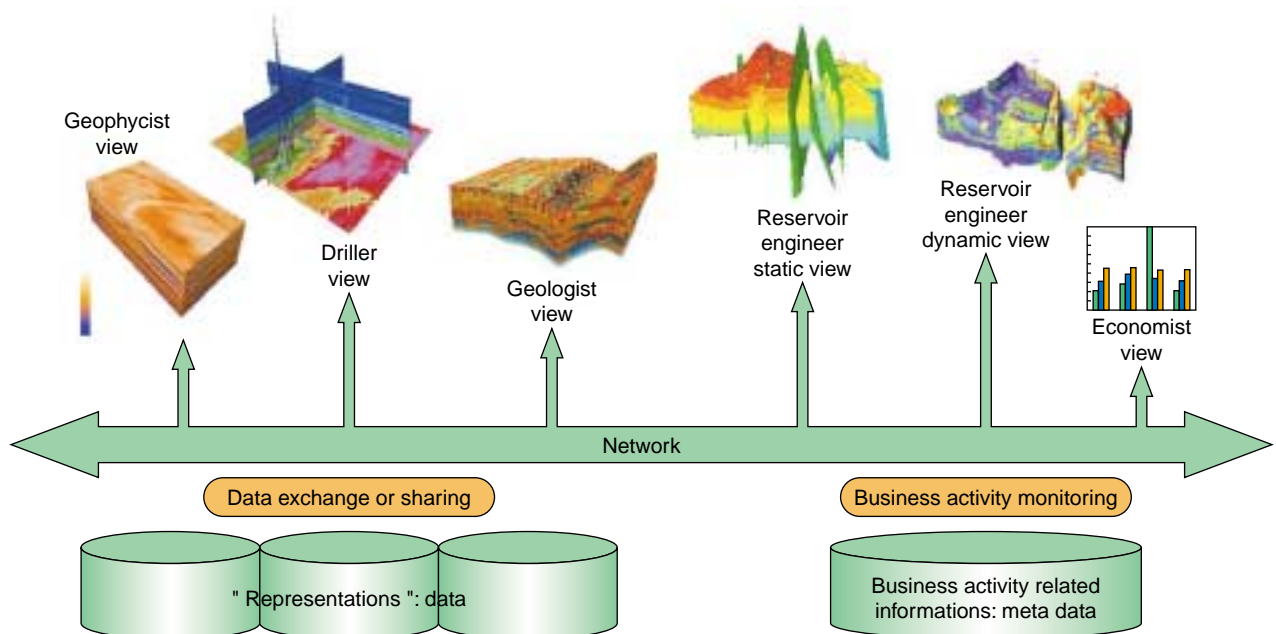 Geophycist
view
Driller
view
Geologist
view
Reservoir
engineer
static view
Reservoir
engineer
dynamic view
Economist
view
Network
Data exchange or sharing
Business activity monitoring
" Representations ": data
Business activity related
informations: meta data